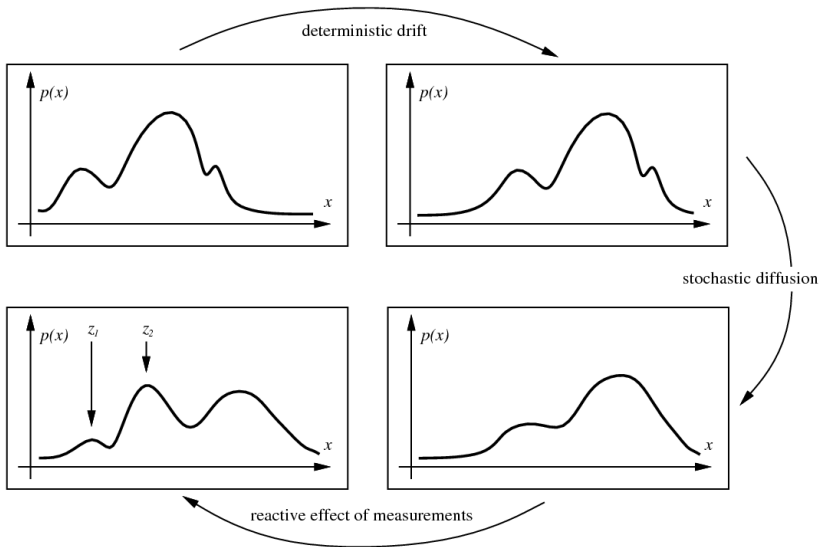 deterministic drift
p(x)
x
p(x)
x
stochastic diffusion
p(x)
z1
z2
x
p(x)
x
reactive effect of measurements